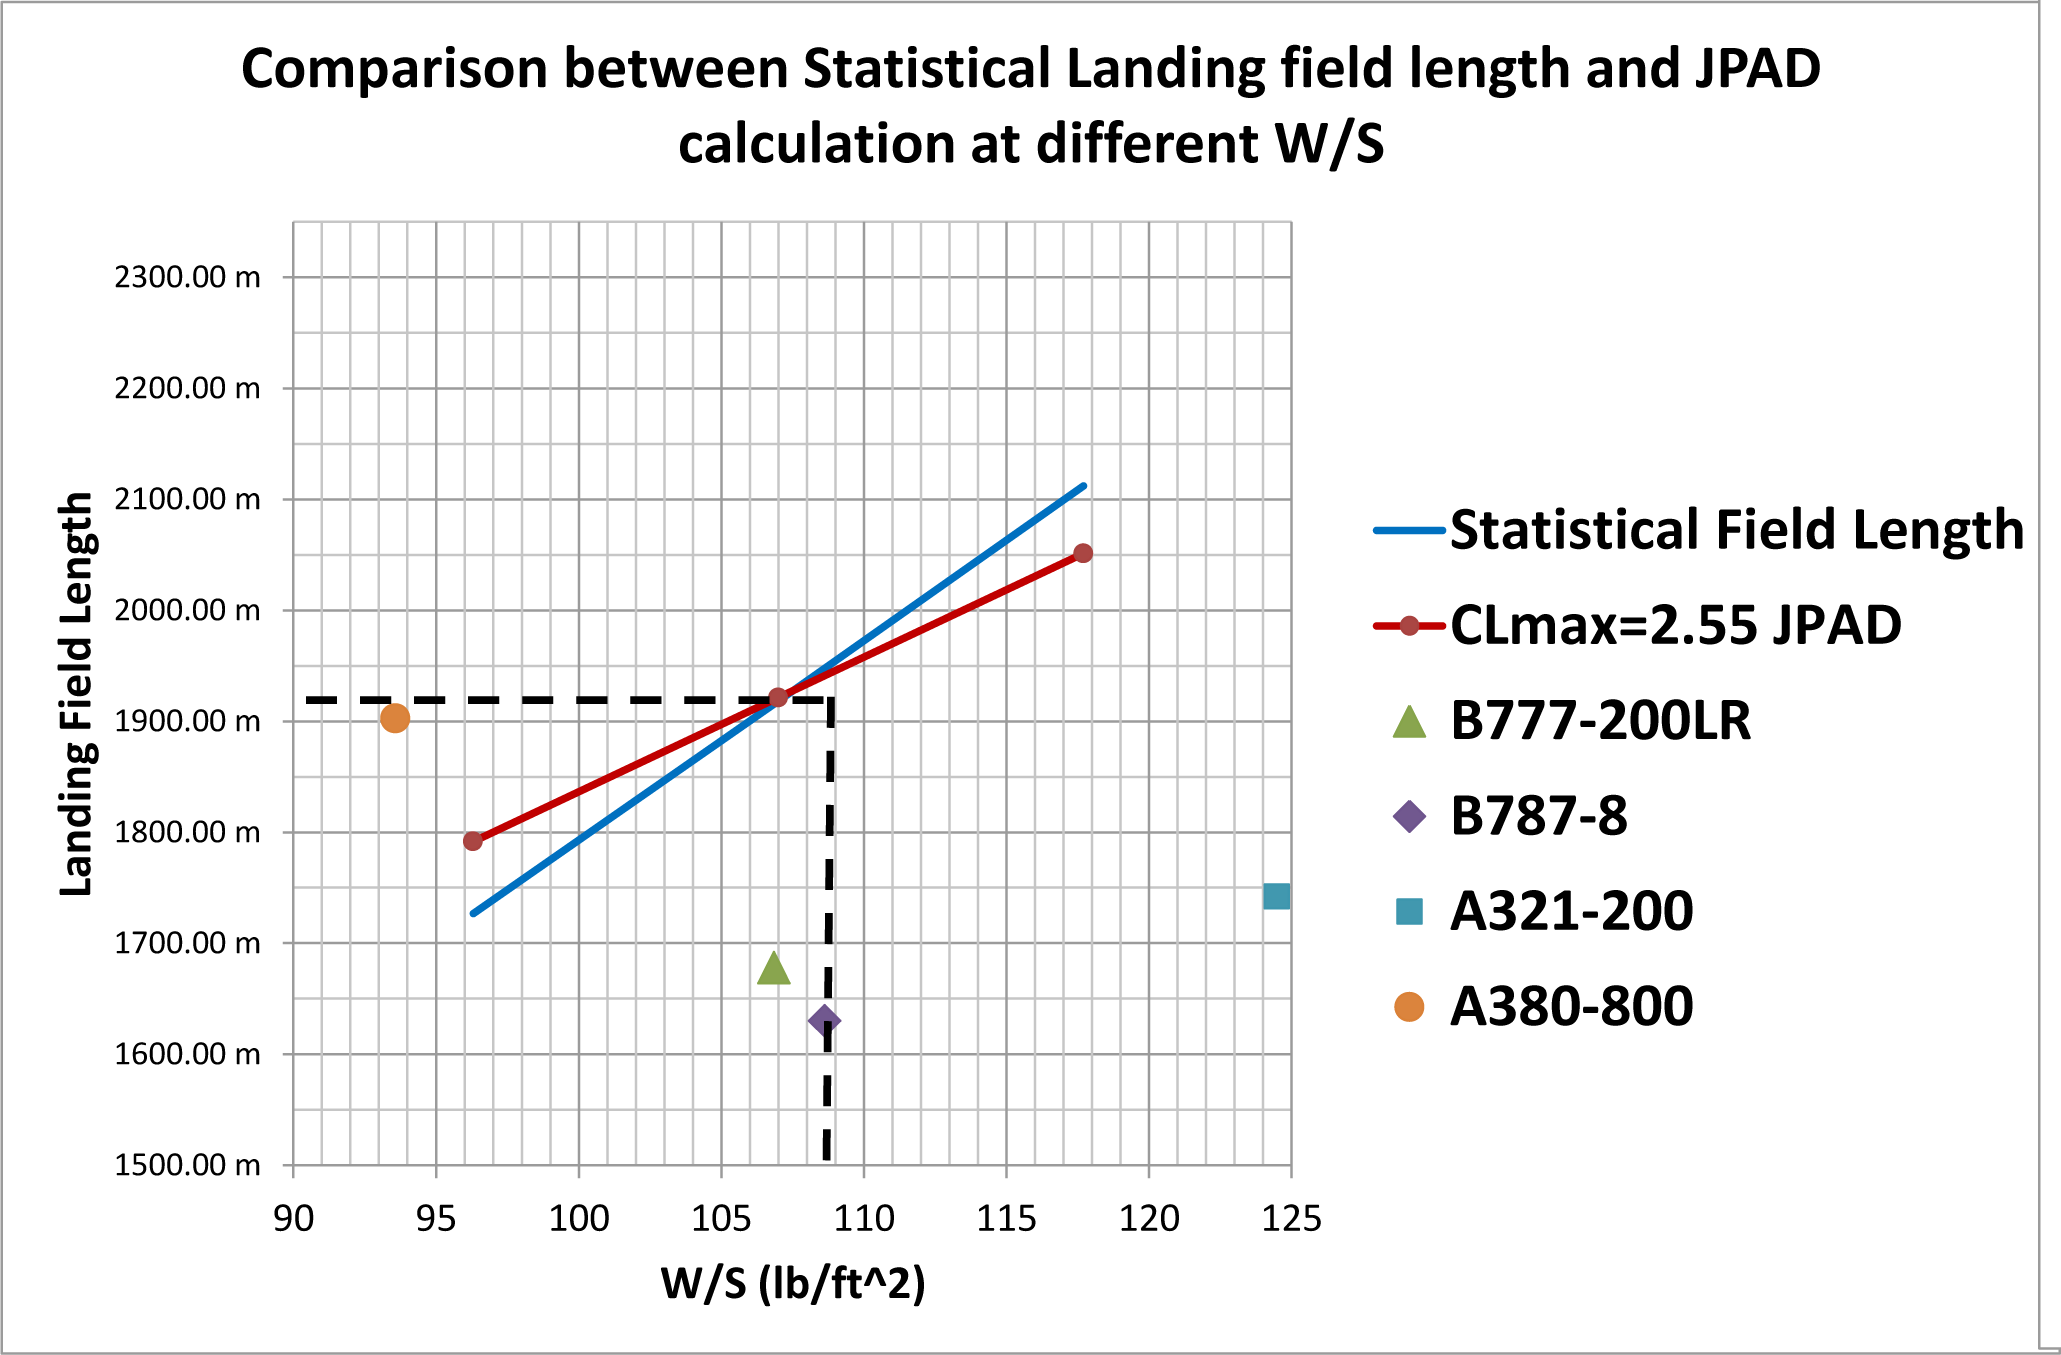 Comparison between Statistical Landing field length and JPAD
calculation at different W/S
Landing Field Length
2300.00 m
2200.00 m
2100.00 m
2000.00 m
1900.00 m
1800.00 m
1700.00 m
1600.00 m
1500.00 m
90 95 100 105 110 115 120 125
W/S (lb/ft^2)
Statistical Field Length
CLmax=2.55 JPAD
B777-200LR
B787-8
A321-200
A380-800